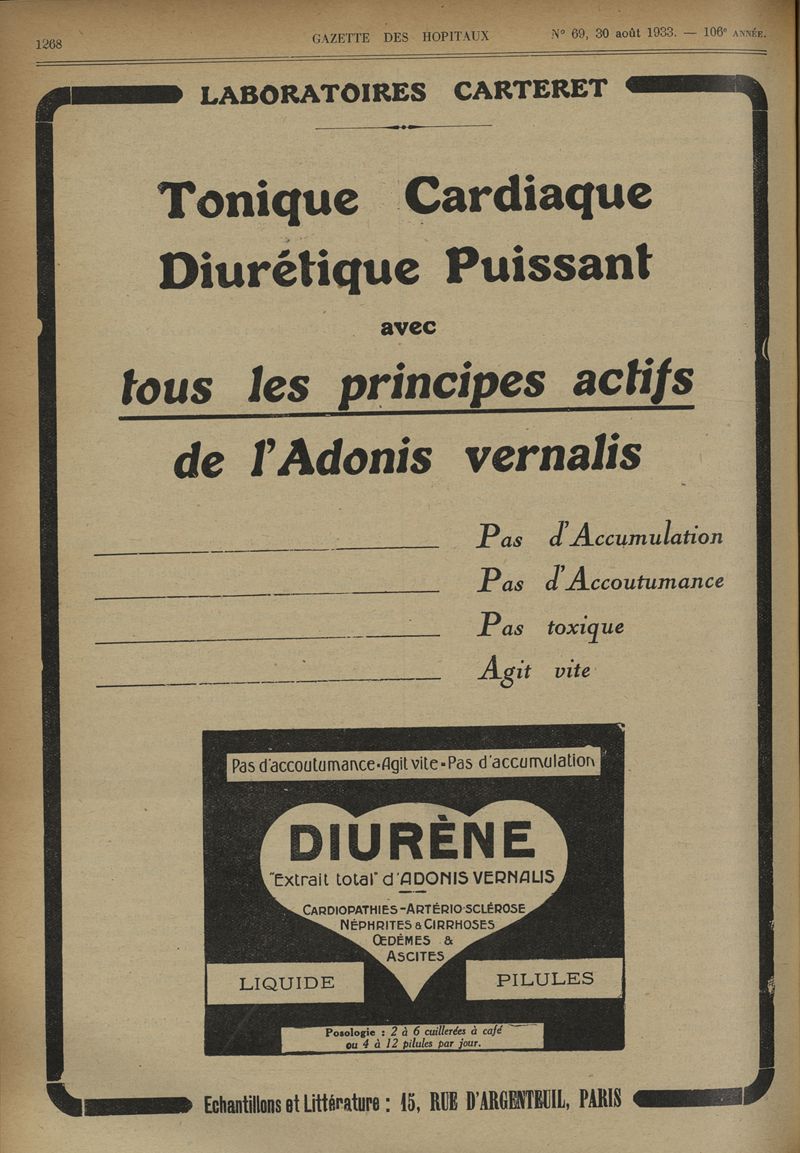 1268 GAZETTE DES HOPITAUX N° 69, 30 août 1933. — 106e ANNÉE.
LABORATOIRES CARTERET
Tonique Cardiaque
Diurétique Puissant
avec
tous les principes actifs
de l'Adonis vernalis
Pas d'Accumulation
Pas d'Accoutumance
Pas toxique
Agit vite
Pas d'accoutumance-Agit vite-Pas d'accumulation
DIURÈNE
"Extrait total" d'ADONIS VERNALIS
CARDIOPATHIES-ARTÉRIO-SCLÉROSE
NÉPHRITES & CIRRHOSES
ŒDÈMES &
ASCITES
LIQUIDE PILULES
Posologie : 2 à 6 cuillerées à café
ou 4 à 12 pilules par jour.
Echantillons et Littérature : 15, RUE D'ARGENTEUIL, PARIS